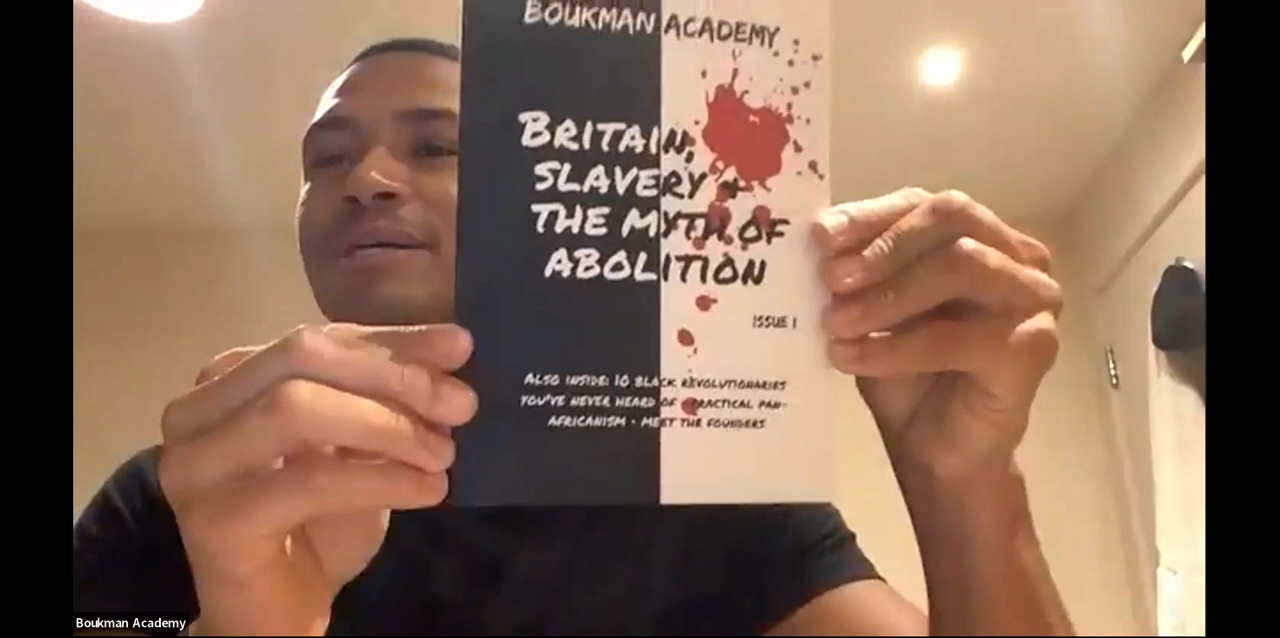 BOUKMAN ACADEMY
BRITAIN,
SLAVERY +
THE MYTH OF
ABOLITION
ISSUE 1
ALSO INSIDE: 10 BLACK REVOLUTIONARIES
YOU'VE NEVER HEARD OF • PRACTICAL PAN-
AFRICANISM • MEET THE FOUNDERS
Boukman Academy